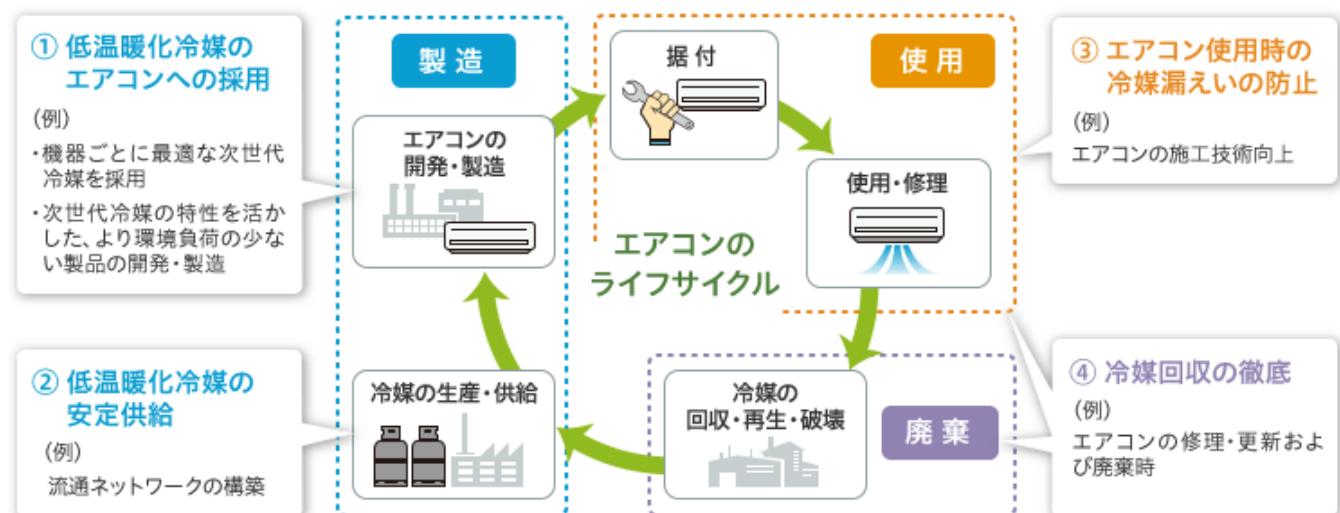 ① 低温暖化冷媒の
エアコンへの採用
(例)
・機器ごとに最適な次世代
冷媒を採用
・次世代冷媒の特性を活か
した、より環境負荷の少な
い製品の開発・製造
② 低温暖化冷媒の
安定供給
(例)
流通ネットワークの構築
製造
エアコンの
開発・製造
冷媒の生産・供給
据付
使用
使用・修理
エアコンの
ライフサイクル
冷媒の
回収・再生・破壊
廃棄
③ エアコン使用時の
冷媒漏えいの防止
(例)
エアコンの施工技術向上
④ 冷媒回収の徹底
(例)
エアコンの修理・更新およ
び廃棄時